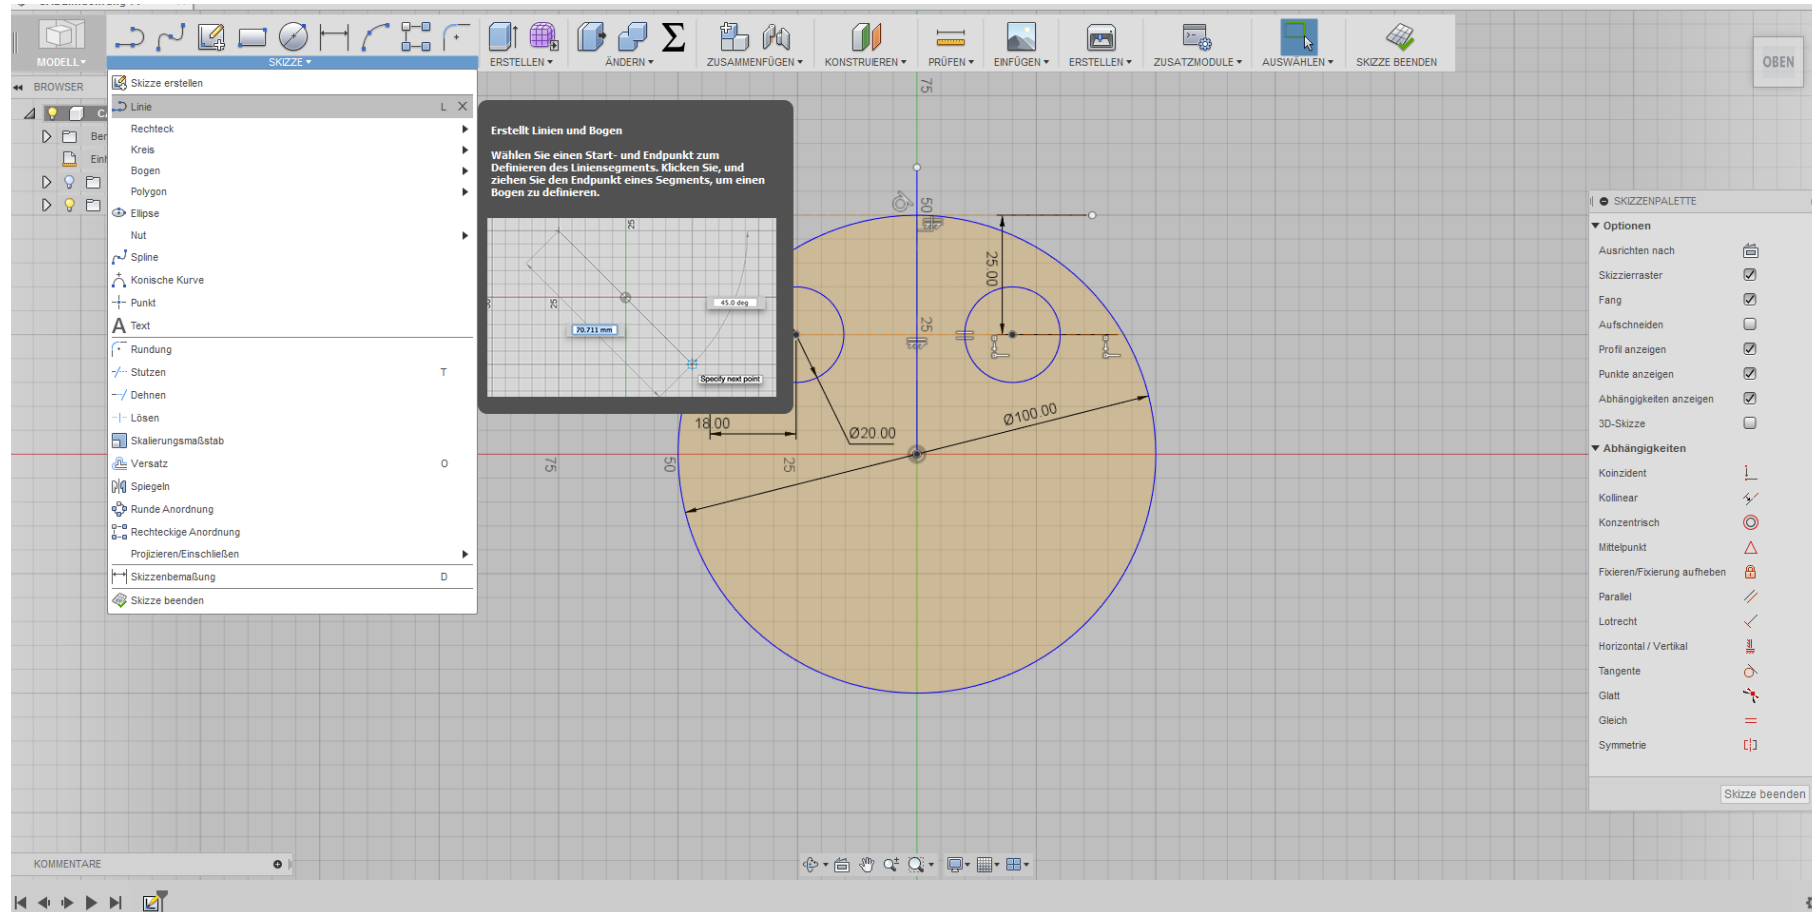 MODELL
SKIZZE
ERSTELLEN
ÄNDERN
ZUSAMMENFÜGEN
KONSTRUIEREN
PRÜFEN
EINFÜGEN
ERSTELLEN
ZUSATZMODULE
AUSWÄHLEN
SKIZZE BEENDEN
OBEN
BROWSER
Skizze erstellen
Linie L
Rechteck
Kreis
Bogen
Polygon
Ellipse
Nut
Spline
Konische Kurve
Punkt
Text
Rundung
Stutzen T
Dehnen
Lösen
Skalierungsmaßstab
Versatz O
Spiegeln
Runde Anordnung
Rechteckige Anordnung
Projizieren/Einschließen
Skizzenbemaßung D
Skizze beenden
Erstellt Linien und Bogen
Wählen Sie einen Start- und Endpunkt zum
Definieren des Liniensegments. Klicken Sie, und
ziehen Sie den Endpunkt eines Segments, um einen
Bogen zu definieren.
25
25
45.0 deg
70.711 mm
Specify next point
75
50
25
25.00
18.00
Ø20.00
Ø100.00
75
50
25
SKIZZENPALETTE
Optionen
Ausrichten nach
Skizzierraster
Fang
Aufschneiden
Profil anzeigen
Punkte anzeigen
Abhängigkeiten anzeigen
3D-Skizze
Abhängigkeiten
Koinzident
Kollinear
Konzentrisch
Mittelpunkt
Fixieren/Fixierung aufheben
Parallel
Lotrecht
Horizontal / Vertikal
Tangente
Glatt
Gleich
Symmetrie
Skizze beenden
KOMMENTARE